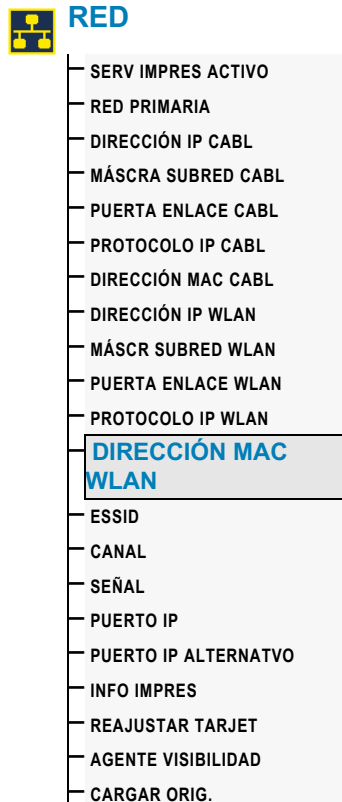 RED
SERV IMPRES ACTIVO
RED PRIMARIA
DIRECCIÓN IP CABL
MÁSCRA SUBRED CABL
PUERTA ENLACE CABL
PROTOCOLO IP CABL
DIRECCIÓN MAC CABL
DIRECCIÓN IP WLAN
MÁSCR SUBRED WLAN
PUERTA ENLACE WLAN
PROTOCOLO IP WLAN
DIRECCIÓN MAC
WLAN
ESSID
CANAL
SEÑAL
PUERTO IP
PUERTO IP ALTERNATVO
INFO IMPRES
REAJUSTAR TARJET
AGENTE VISIBILIDAD
CARGAR ORIG.